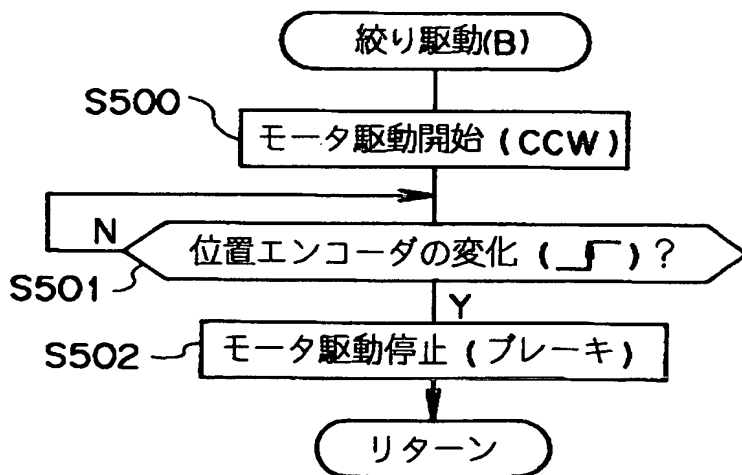 絞り駆動(B)
S500
モータ駆動開始 (CCW)
N
位置エンコーダの変化 ( ) ?
S501
Y
S502
モータ駆動停止 (ブレーキ)
リターン